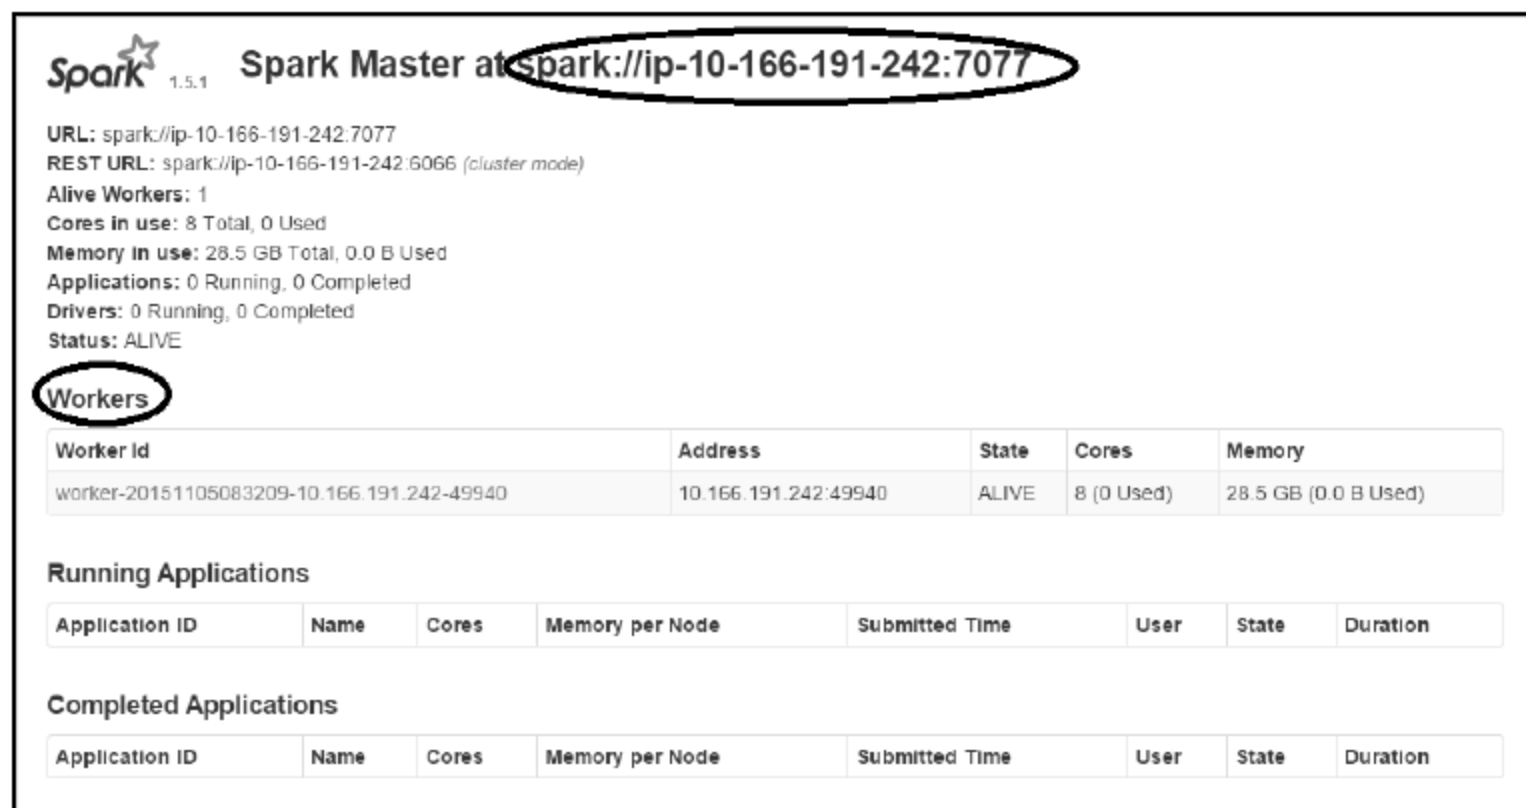 Spark 1.5.1 Spark Master at spark://ip-10-166-191-242:7077
URL: spark://ip-10-166-191-242:7077
REST URL: spark://ip-10-166-191-242:6066 (cluster mode)
Alive Workers: 1
Cores in use: 8 Total, 0 Used
Memory in use: 28.5 GB Total, 0.0 B Used
Applications: 0 Running, 0 Completed
Drivers: 0 Running, 0 Completed
Status: ALIVE
Workers
Worker Id Address State Cores Memory
worker-20151105083209-10.166.191.242-49940 10.166.191.242:49940 ALIVE 8 (0 Used) 28.5 GB (0.0 B Used)
Running Applications
Application ID Name Cores Memory per Node Submitted Time User State Duration
Completed Applications
Application ID Name Cores Memory per Node Submitted Time User State Duration